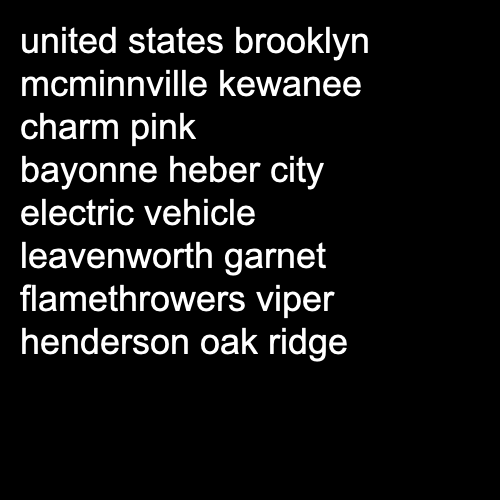 united states brooklyn
mcminnville kewanee
charm pink
bayonne heber city
electric vehicle
leavenworth garnet
flamethrowers viper
henderson oak ridge